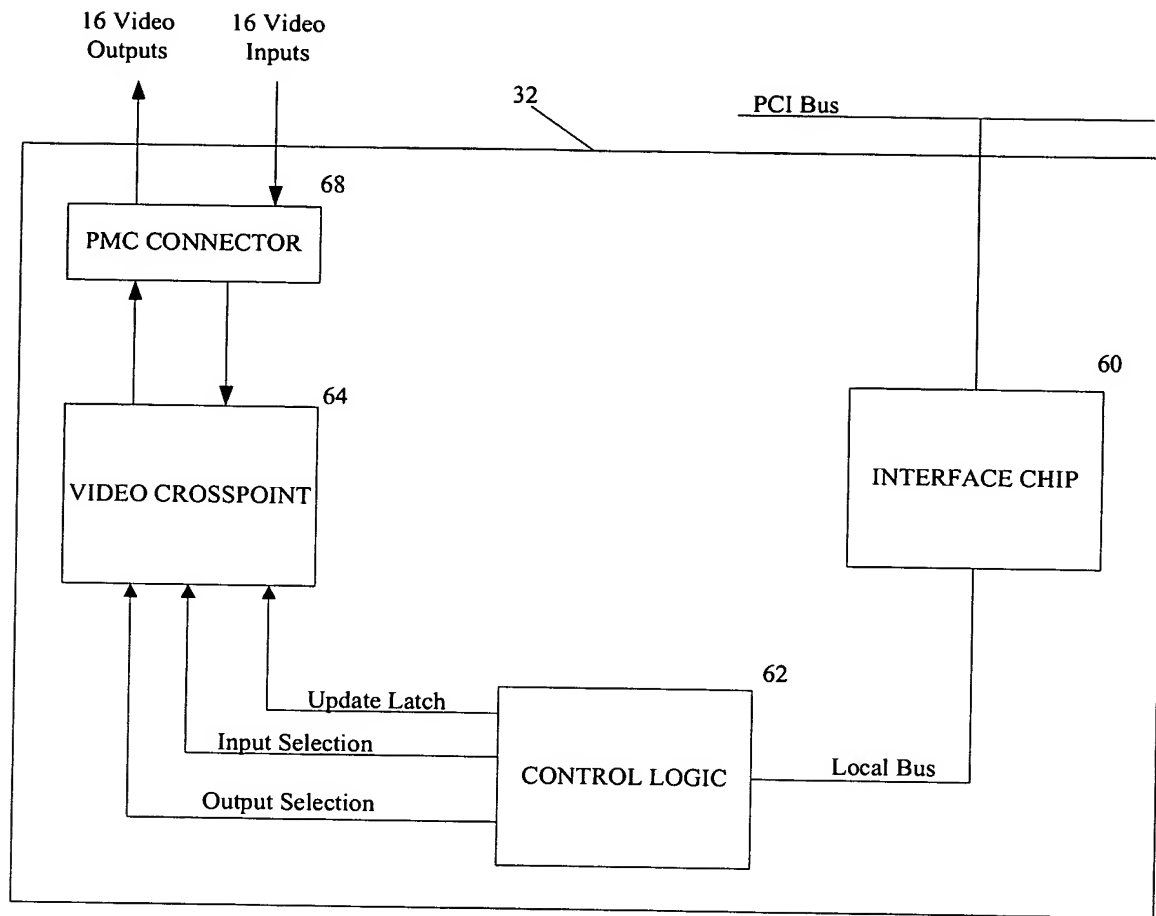 16 Video
Outputs
16 Video
Inputs
32
PCI Bus
68
PMC CONNECTOR
64
60
VIDEO CROSSPOINT
INTERFACE CHIP
62
Update Latch
Input Selection
CONTROL LOGIC
Local Bus
Output Selection